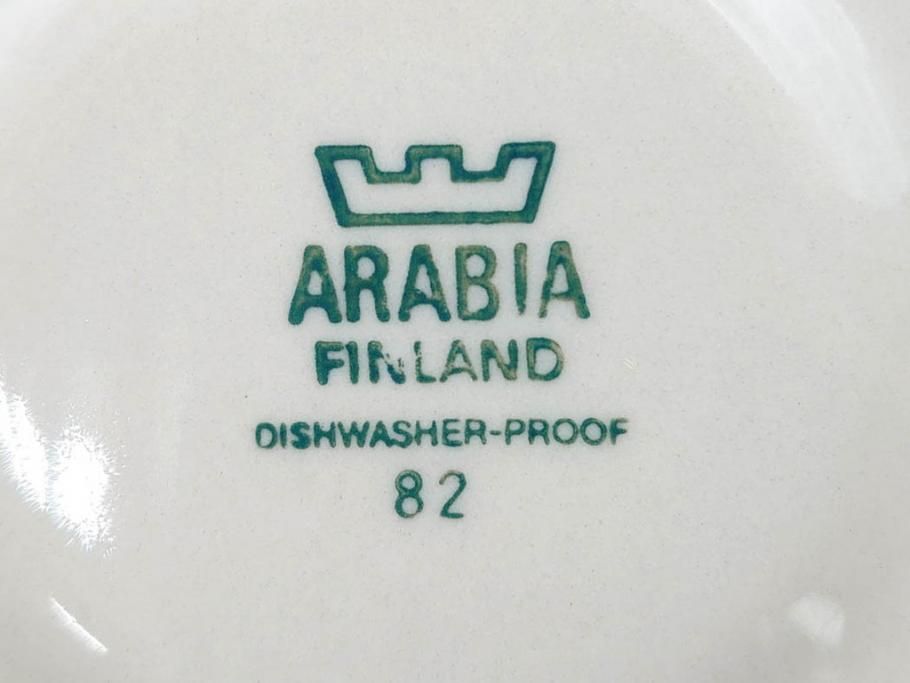 ARABIA
FINLAND
DISHWASHER-PROOF
82